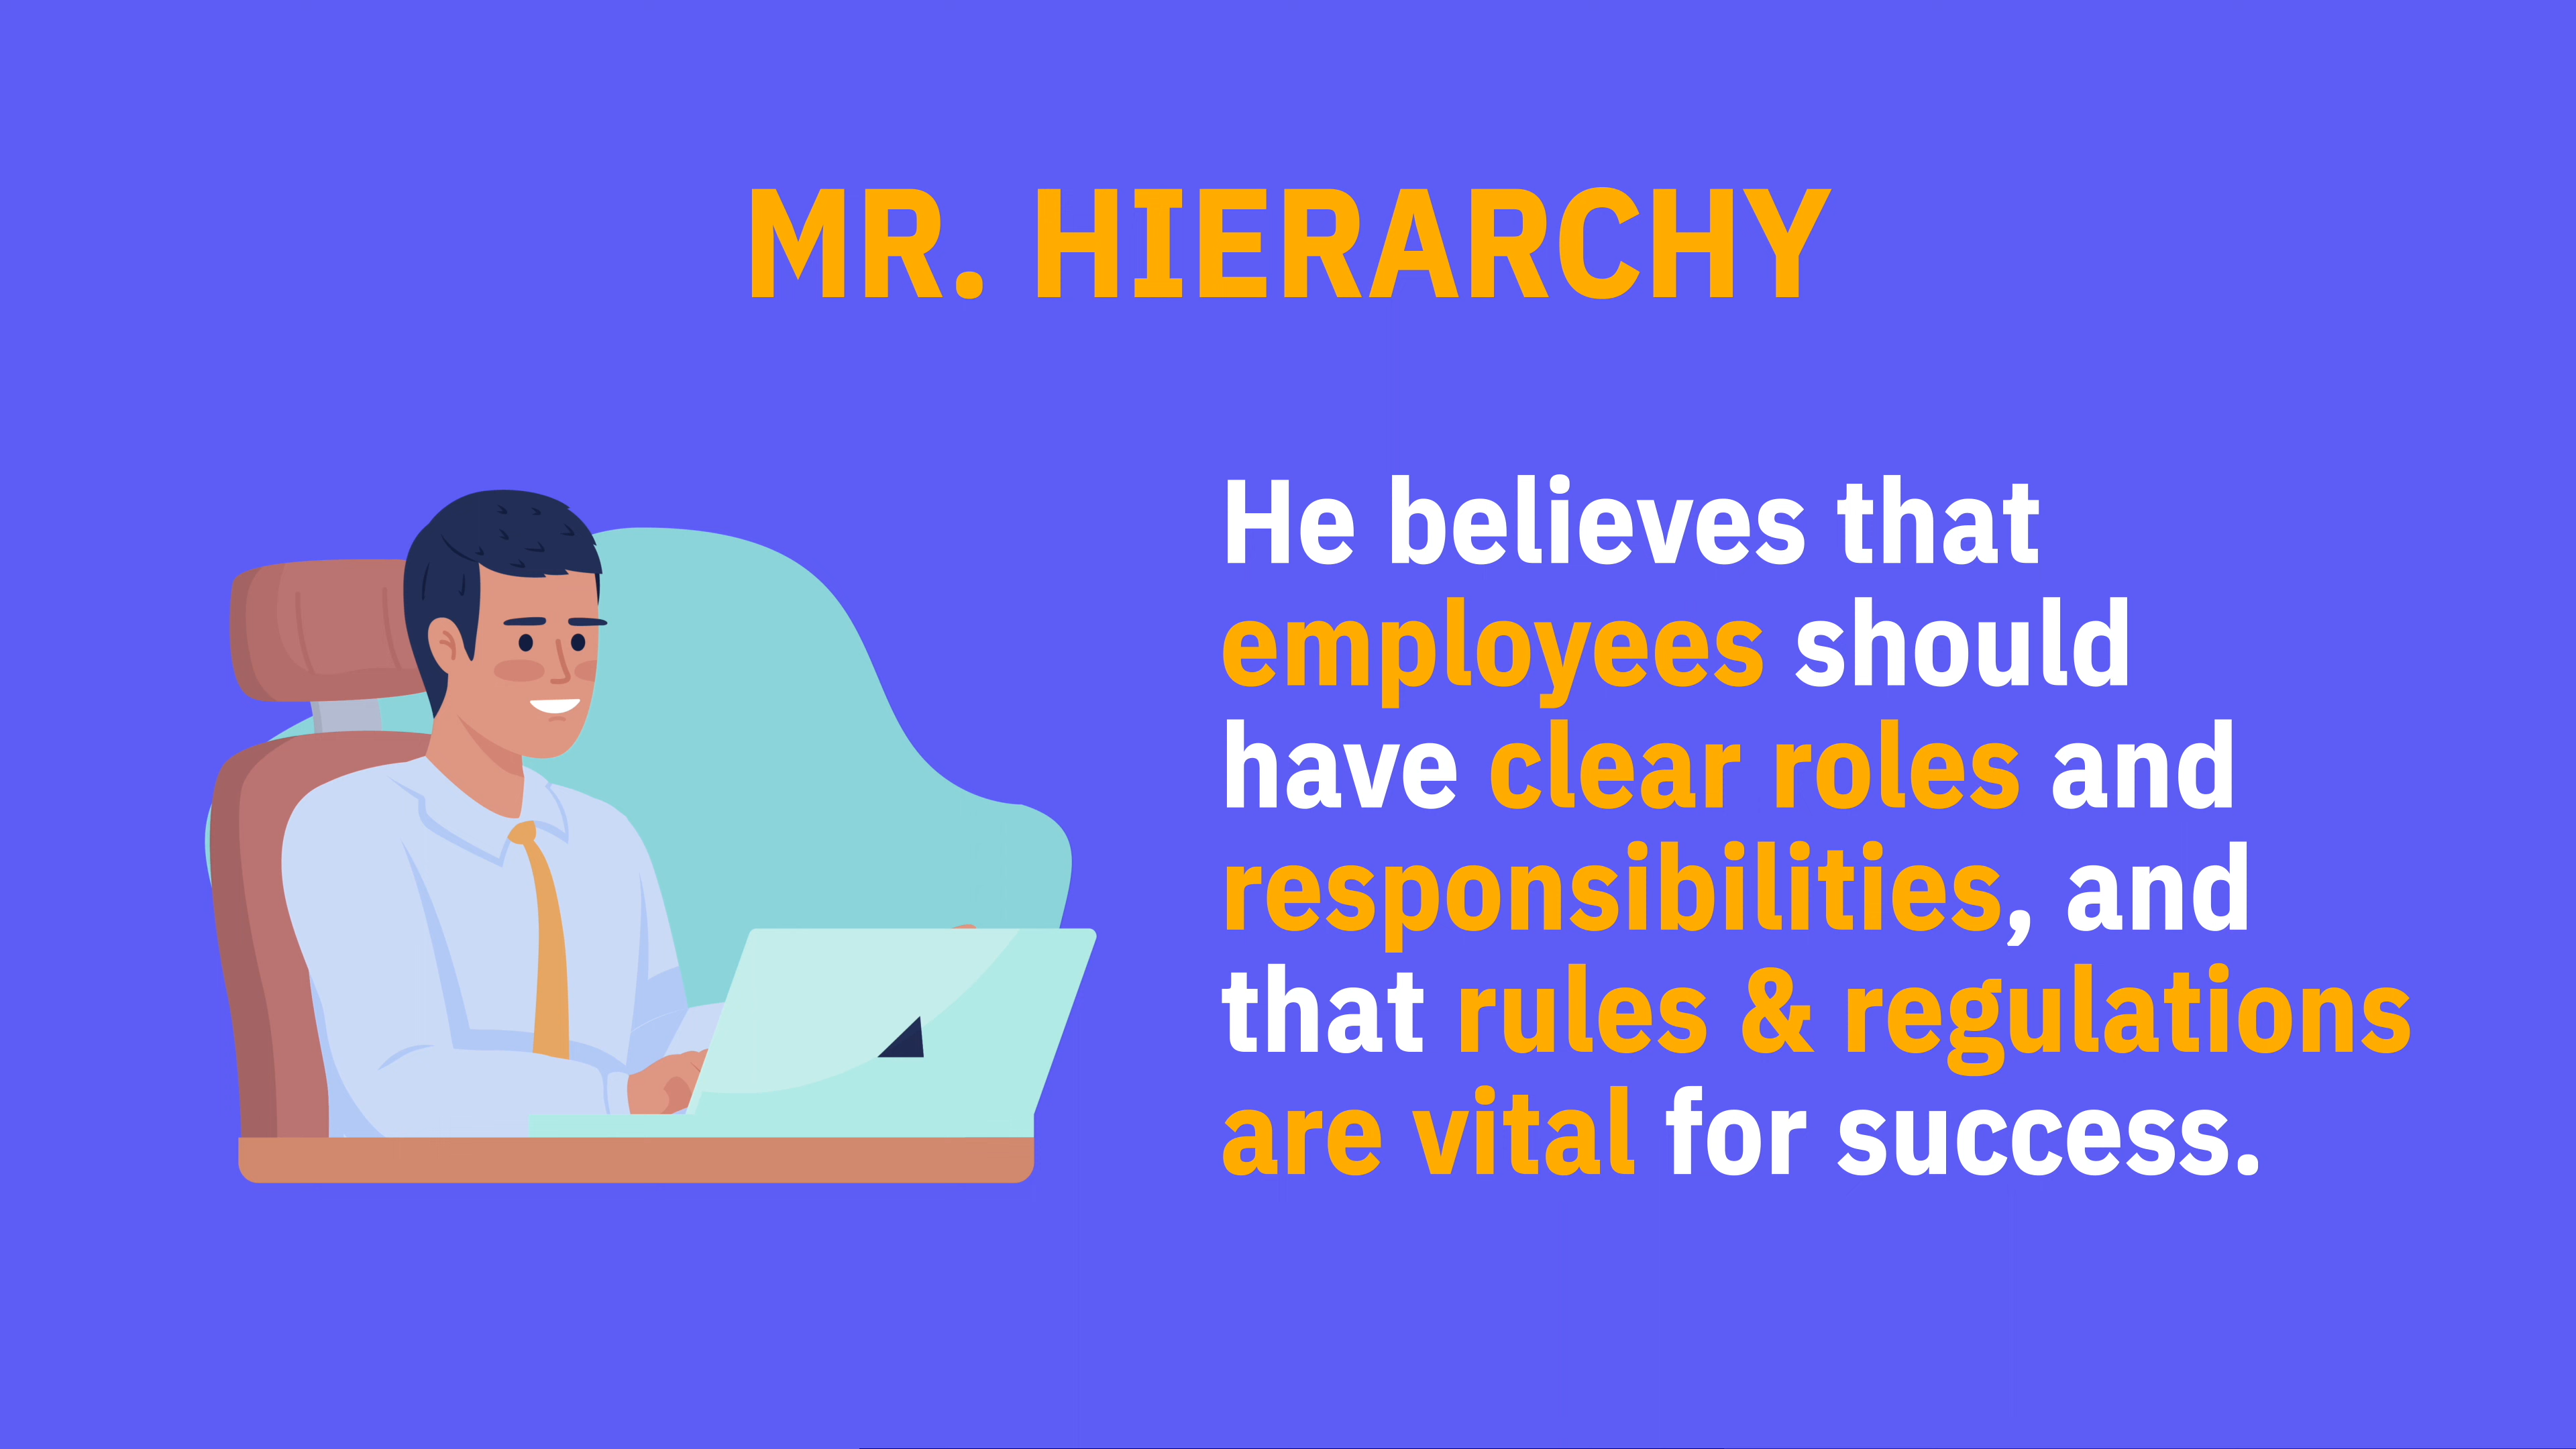 MR. HIERARCHY
He believes that
employees should
have clear roles and
responsibilities, and
that rules & regulations
are vital for success.